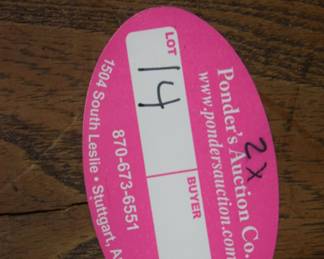 2X
Ponder's Auction Co.
www.pondersauction.com
LOT
14
BUYER
870-673-6551
1504 South Leslie • Stuttgart, A